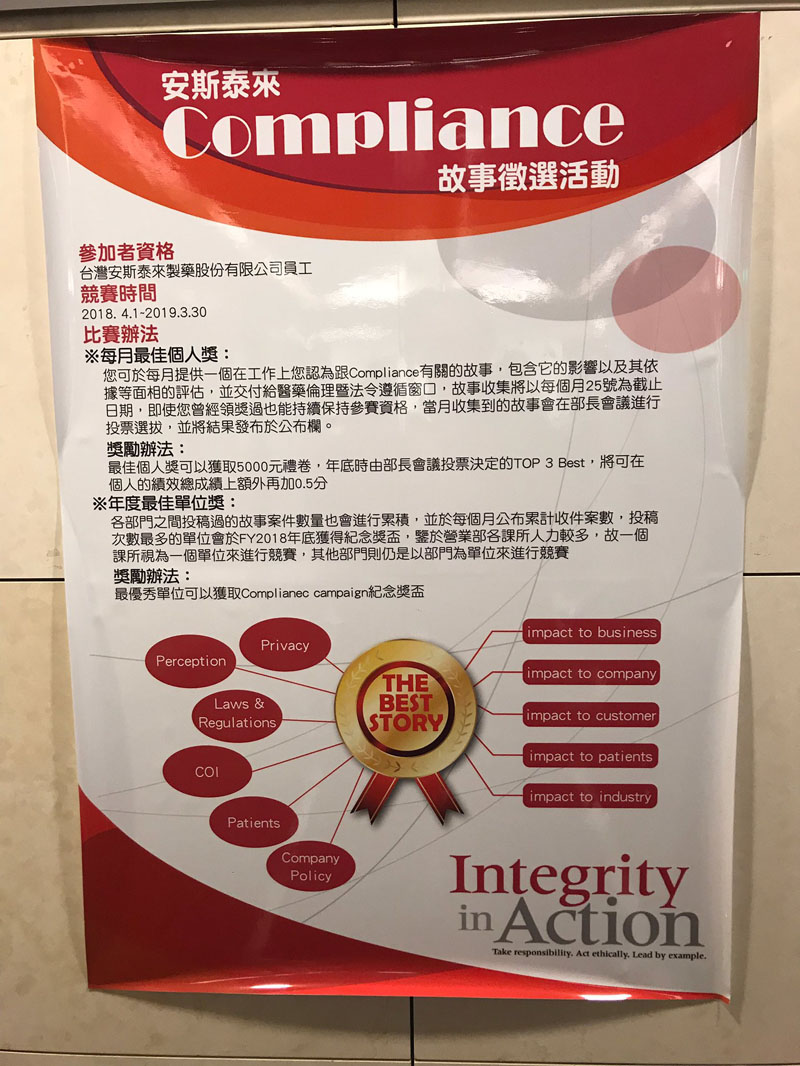 安斯泰來
Compliance
故事徵選活動
參加者資格
台灣安斯泰來製藥股份有限公司員工
競賽時間
2018. 4.1~2019.3.30
比賽辦法
※每月最佳個人獎：
您可於每月提供一個在工作上您認為跟Compliance有關的故事，包含它的影響以及其依
據等面相的評估，並交付給醫藥倫理暨法令遵循窗口，故事收集將以每個月25號為截止
日期，即使您曾經領獎過也能持續保持參賽資格，當月收集到的故事會在部長會議進行
投票選拔，並將結果發布於公布欄。
獎勵辦法：
最佳個人獎可以獲取5000元禮卷，年底時由部長會議投票決定的TOP 3 Best，將可在
個人的績效總成績上額外再加0.5分
※年度最佳單位獎：
各部門之間投稿過的故事案件數量也會進行累積，並於每個月公布累計收件案數，投稿
次數最多的單位會於FY2018年底獲得紀念獎盃，鑒於營業部各課所人力較多，故一個
課所視為一個單位來進行競賽，其他部門則仍是以部門為單位來進行競賽
獎勵辦法：
最優秀單位可以獲取Complianec campaign紀念獎盃
Perception
Privacy
Laws &
Regulations
COI
Patients
Company
Policy
THE
BEST
STORY
impact to business
impact to company
impact to customer
impact to patients
impact to industry
Integrity
in Action
Take responsibility. Act ethically. Lead by example.